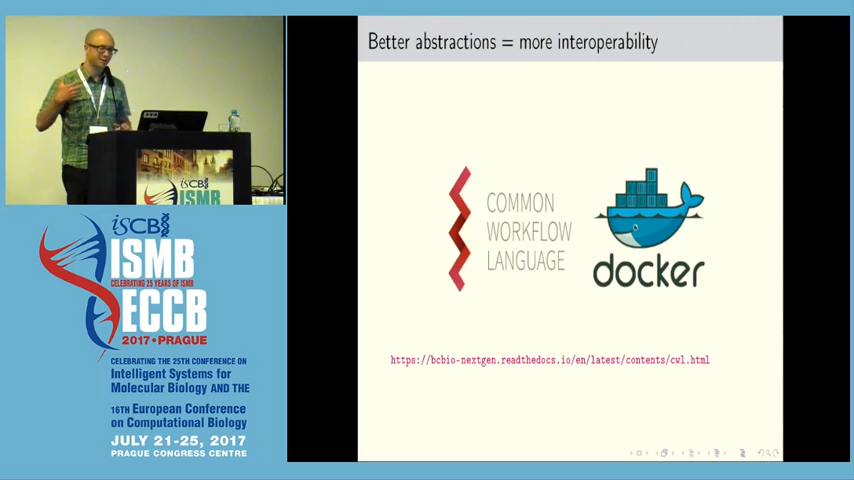 Better abstractions = more interoperability
COMMON
WORKFLOW
LANGUAGE
docker
https://bcbio-nextgen.readthedocs.io/en/latest/contents/cwl.html
iSCB
ISMB
iSCB
ISMB
CELEBRATING 25 YEARS OF ISMB
ECCB
2017•PRAGUE
CELEBRATING THE 25TH CONFERENCE ON
Intelligent Systems for
Molecular Biology AND THE
16TH European Conference
on Computational Biology
JULY 21-25, 2017
PRAGUE CONGRESS CENTRE